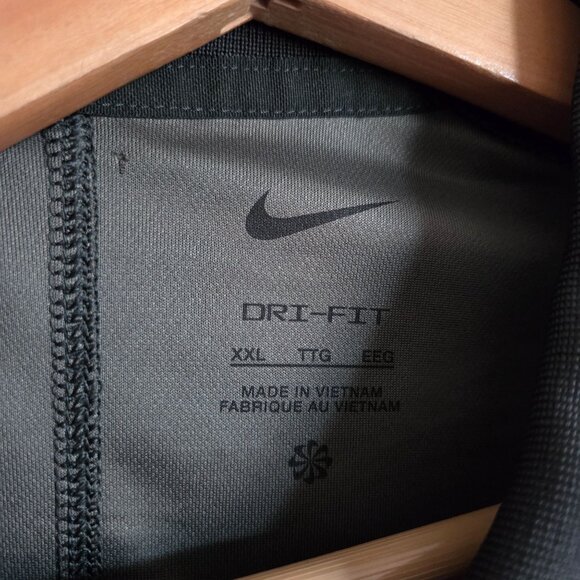 DRI-FIT
XXL TTG EEG
MADE IN VIETNAM
FABRIQUE AU VIETNAM